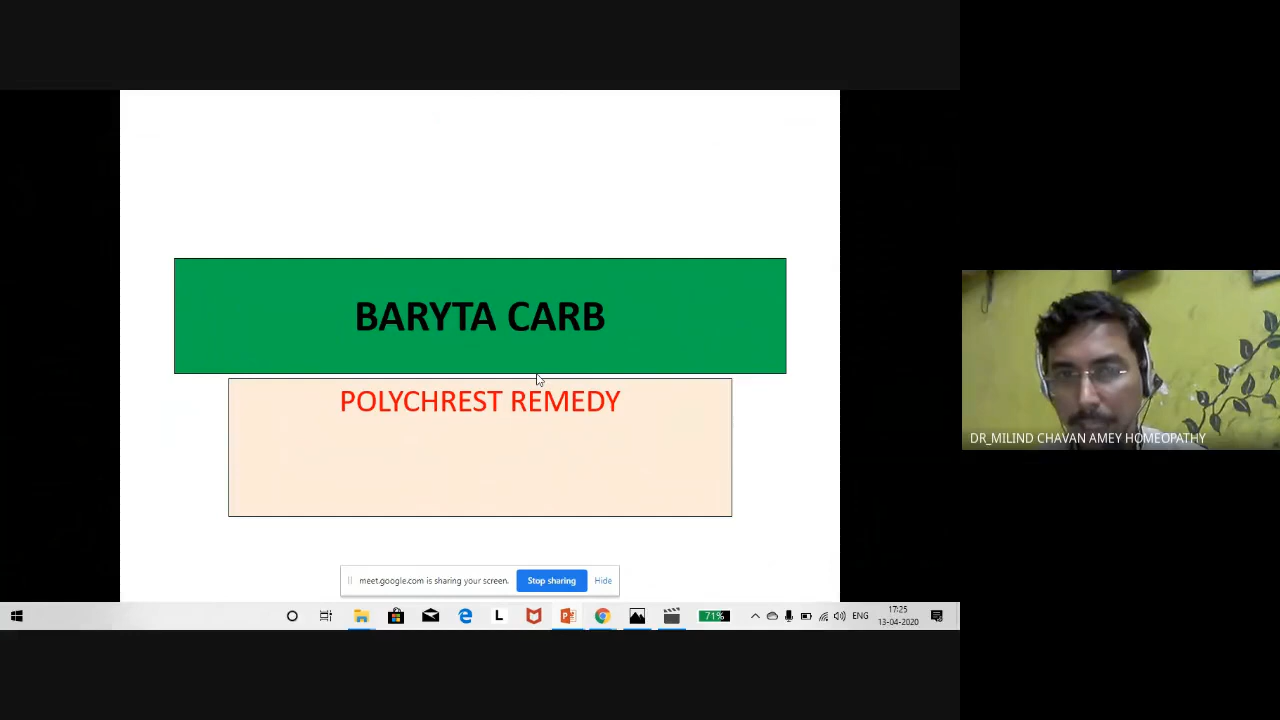 BARYTA CARB
POLYCHREST REMEDY
DR_MILIND CHAVAN AMEY HOMEOPATHY
meet.google.com is sharing your screen.
Stop sharing
Hide
L
71%
ENG
17:25
13-04-2020